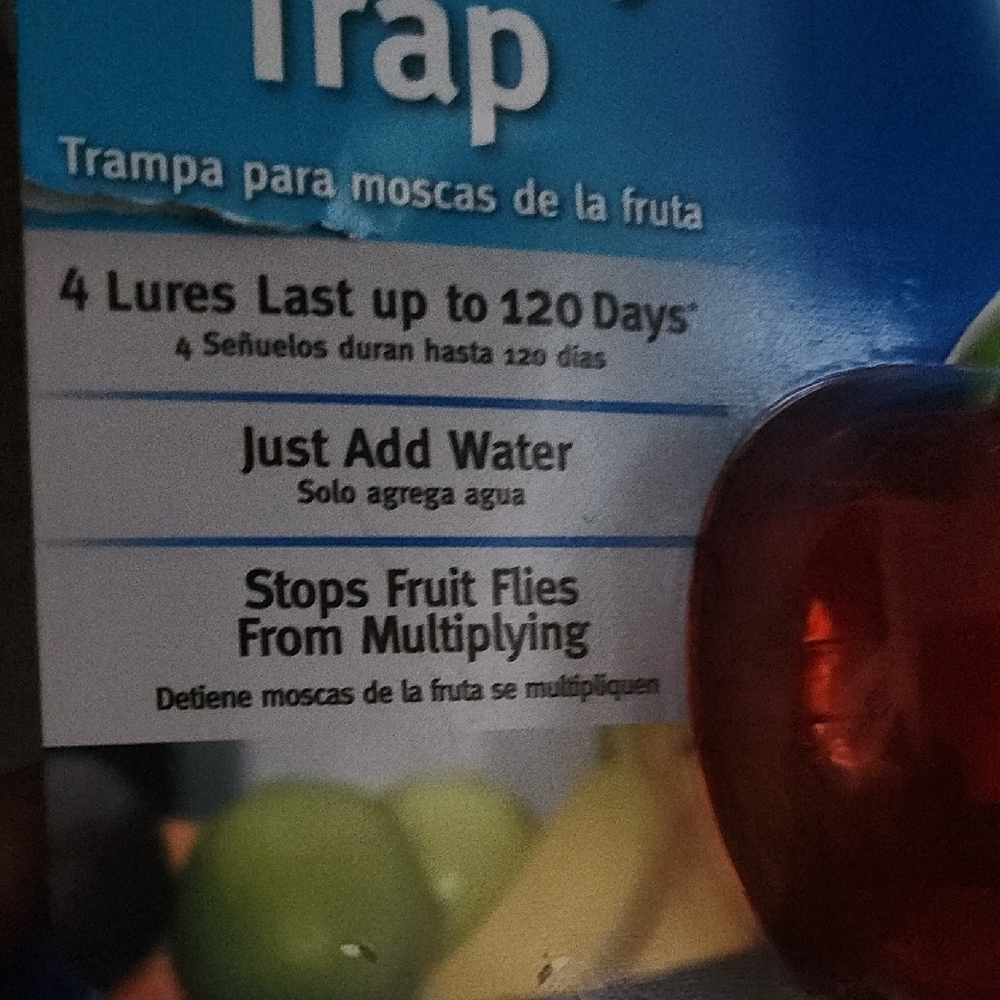 Trap
Trampa para moscas de la fruta
4 Lures Last up to 120 Days*
4 Señuelos duran hasta 120 días
Just Add Water
Solo agrega agua
Stops Fruit Flies
From Multiplying
Detiene moscas de la fruta se multipliquen